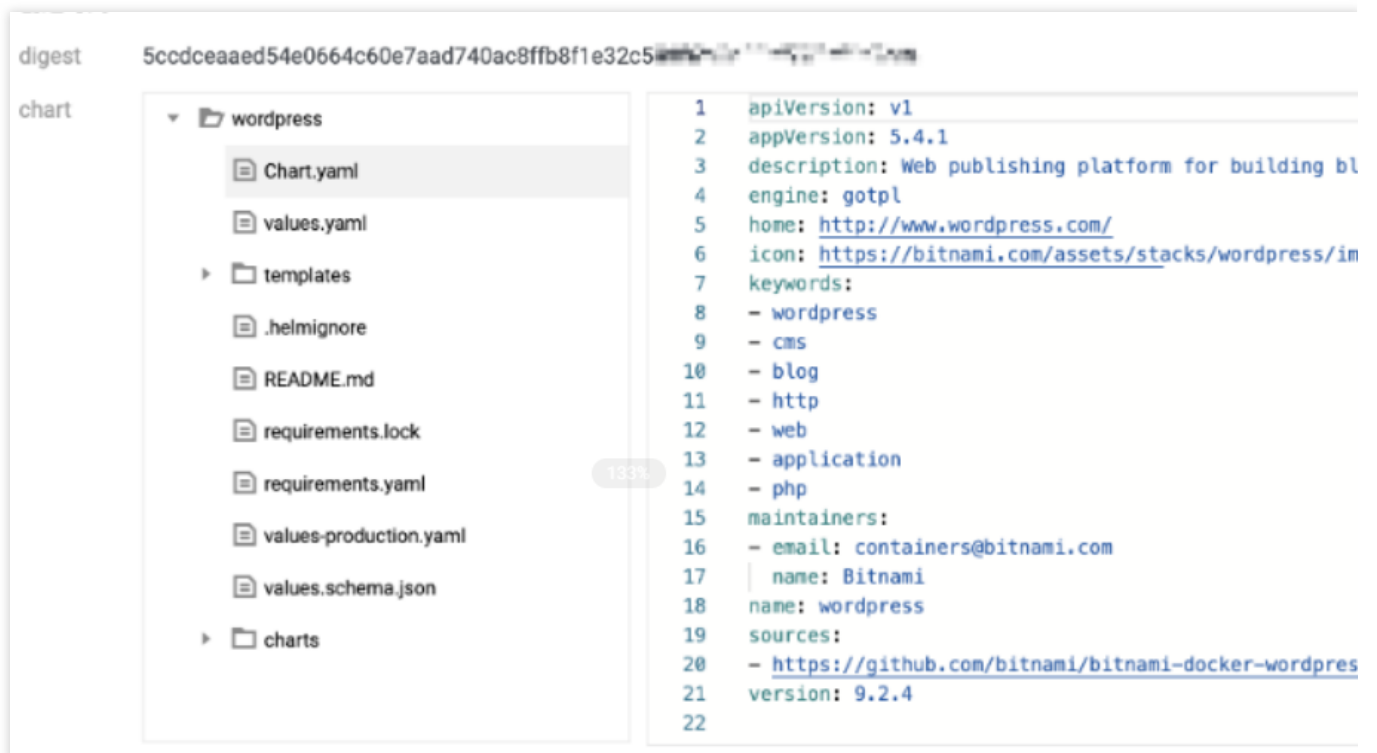 digest 5ccdceaaed54e0664c60e7aad740ac8ffb8f1e32c5
chart
wordpress
Chart.yaml
values.yaml
templates
.helmignore
README.md
requirements.lock
requirements.yaml
values-production.yaml
values.schema.json
charts
133%
1 apiVersion: v1
2 appVersion: 5.4.1
3 description: Web publishing platform for building bl
4 engine: gotpl
5 home: http://www.wordpress.com/
6 icon: https://bitnami.com/assets/stacks/wordpress/im
7 keywords:
8 - wordpress
9 - cms
10 - blog
11 - http
12 - web
13 - application
14 - php
15 maintainers:
16 - email: containers@bitnami.com
17 name: Bitnami
18 name: wordpress
19 sources:
20 - https://github.com/bitnami/bitnami-docker-wordpres
21 version: 9.2.4
22